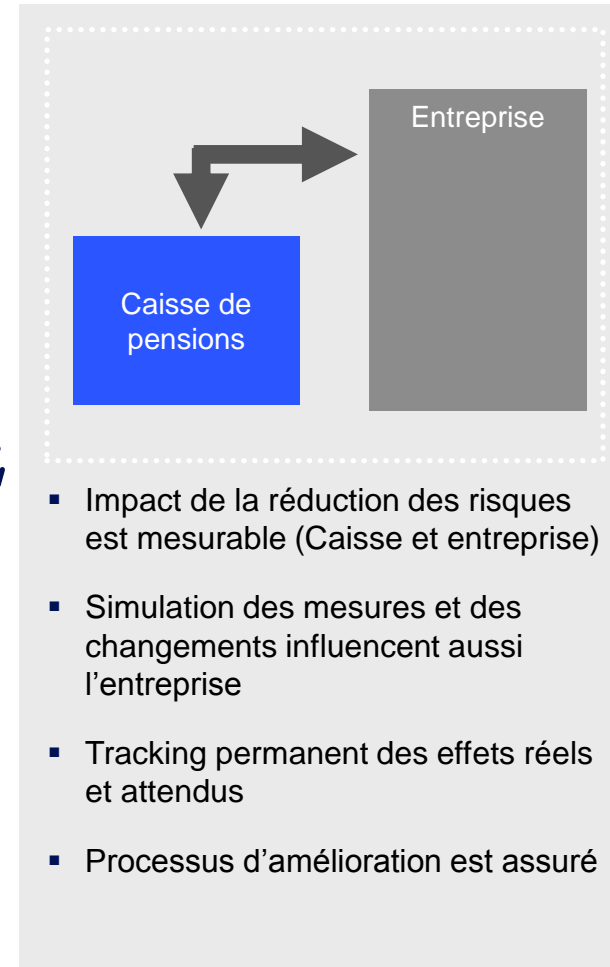 Entreprise
Caisse de
pensions
▪ Impact de la réduction des risques
est mesurable (Caisse et entreprise)
▪ Simulation des mesures et des
changements influencent aussi
l’entreprise
▪ Tracking permanent des effets réels
et attendus
▪ Processus d’amélioration est assuré